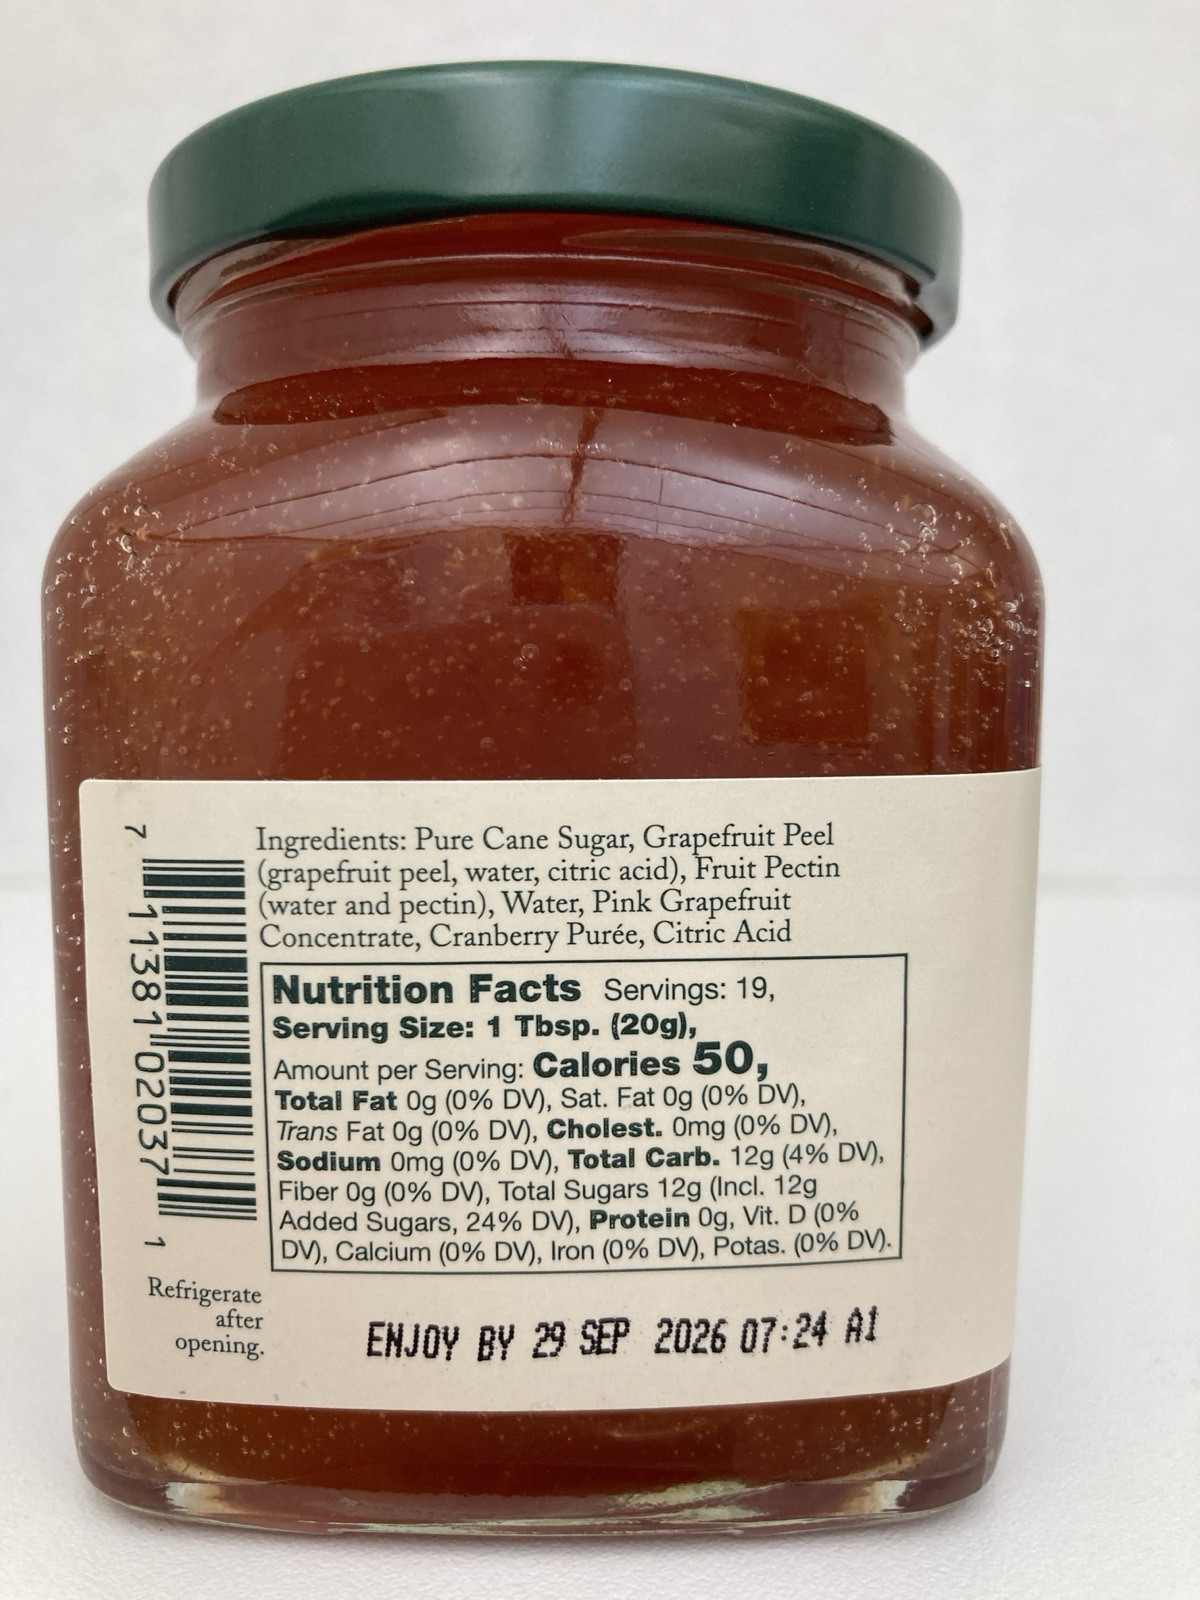 Ingredients: Pure Cane Sugar, Grapefruit Peel
(grapefruit peel, water, citric acid), Fruit Pectin
(water and pectin), Water, Pink Grapefruit
Concentrate, Cranberry Purée, Citric Acid
Nutrition Facts Servings: 19,
Serving Size: 1 Tbsp. (20g),
Amount per Serving: Calories 50,
Total Fat 0g (0% DV), Sat. Fat 0g (0% DV),
Trans Fat 0g (0% DV), Cholest. 0mg (0% DV),
Sodium 0mg (0% DV), Total Carb. 12g (4% DV),
Fiber 0g (0% DV), Total Sugars 12g (Incl. 12g
Added Sugars, 24% DV), Protein 0g, Vit. D (0%
DV), Calcium (0% DV), Iron (0% DV), Potas. (0% DV).
7 11381 02037 1
Refrigerate
after
opening.
ENJOY BY 29 SEP 2026 07:24 A1